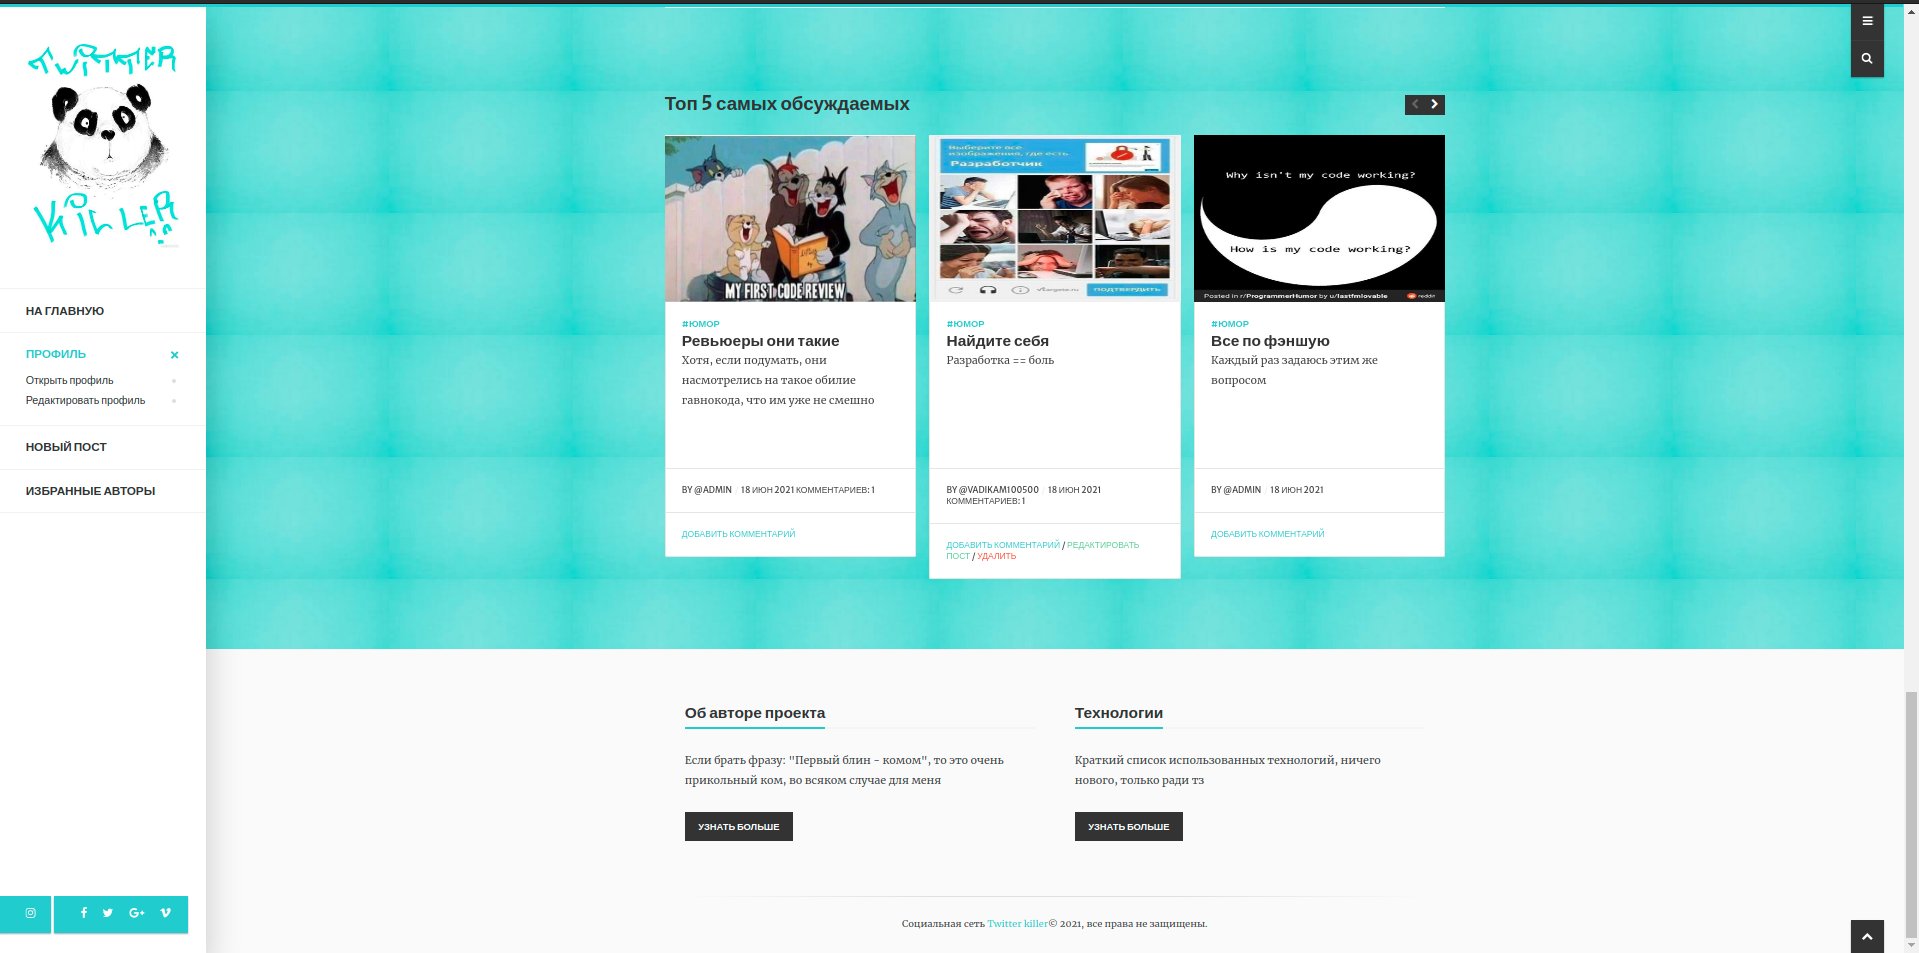 TWITTER
KILLER
НА ГЛАВНУЮ
ПРОФИЛЬ
Открыть профиль
Редактировать профиль
НОВЫЙ ПОСТ
ИЗБРАННЫЕ АВТОРЫ
Топ 5 самых обсуждаемых
MY FIRST CODE REVIEW
#ЮМОР
Ревьюеры они такие
Хотя, если подумать, они
насмотрелись на такое обилие
гавнокода, что им уже не смешно
BY @ADMIN / 18 ИЮН 2021 КОММЕНТАРИЕВ: 1
ДОБАВИТЬ КОММЕНТАРИЙ
Выберите все
изображения, где есть
Разработчик
ПОДТВЕРДИТЬ
#ЮМОР
Найдите себя
Разработка == боль
BY @VADIKAM100500 / 18 ИЮН 2021
КОММЕНТАРИЕВ: 1
ДОБАВИТЬ КОММЕНТАРИЙ / РЕДАКТИРОВАТЬ
ПОСТ / УДАЛИТЬ
Why isn't my code working?
How is my code working?
Posted in r/ProgrammerHumor by u/lastfmlovable reddit
#ЮМОР
Все по фэншую
Каждый раз задаюсь этим же
вопросом
BY @ADMIN / 18 ИЮН 2021
ДОБАВИТЬ КОММЕНТАРИЙ
Об авторе проекта
Если брать фразу: "Первый блин - комом", то это очень
прикольный ком, во всяком случае для меня
УЗНАТЬ БОЛЬШЕ
Технологии
Краткий список использованных технологий, ничего
нового, только ради тз
УЗНАТЬ БОЛЬШЕ
Социальная сеть Twitter killer© 2021, все права не защищены.